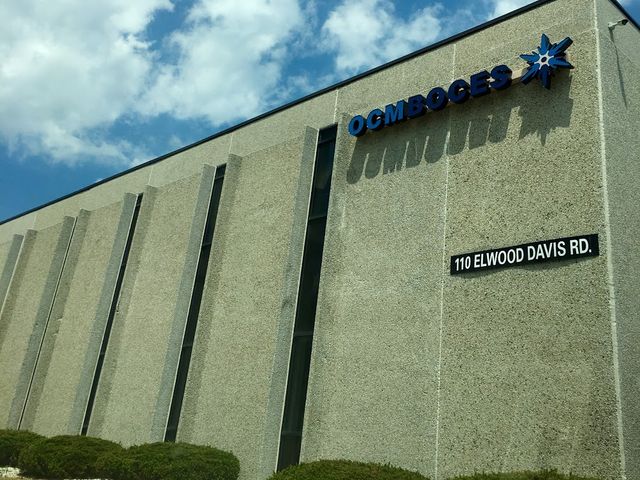 OCMBOCES
110 ELWOOD DAVIS RD.